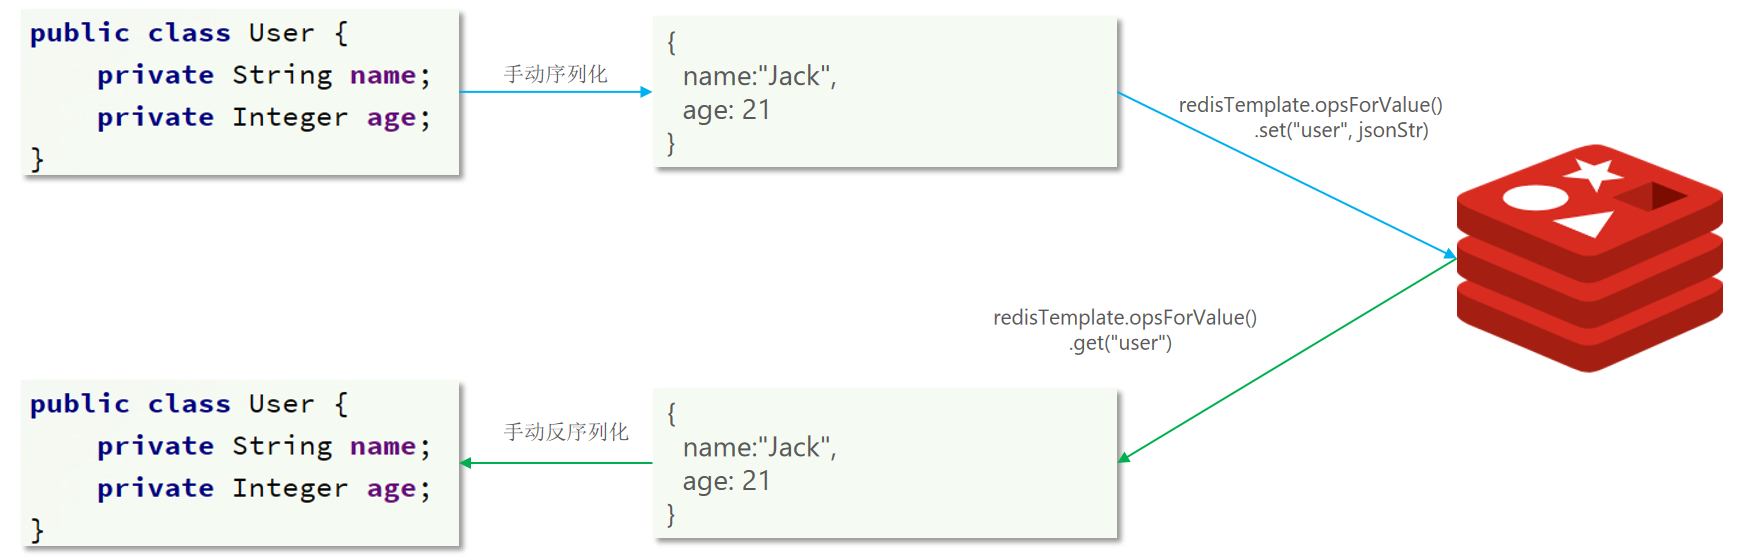 public class User {
    private String name;
    private Integer age;
}
手动序列化
{
  name:"Jack",
  age: 21
}
redisTemplate.opsForValue()
.set("user", jsonStr)
redisTemplate.opsForValue()
.get("user")
public class User {
    private String name;
    private Integer age;
}
手动反序列化
{
  name:"Jack",
  age: 21
}